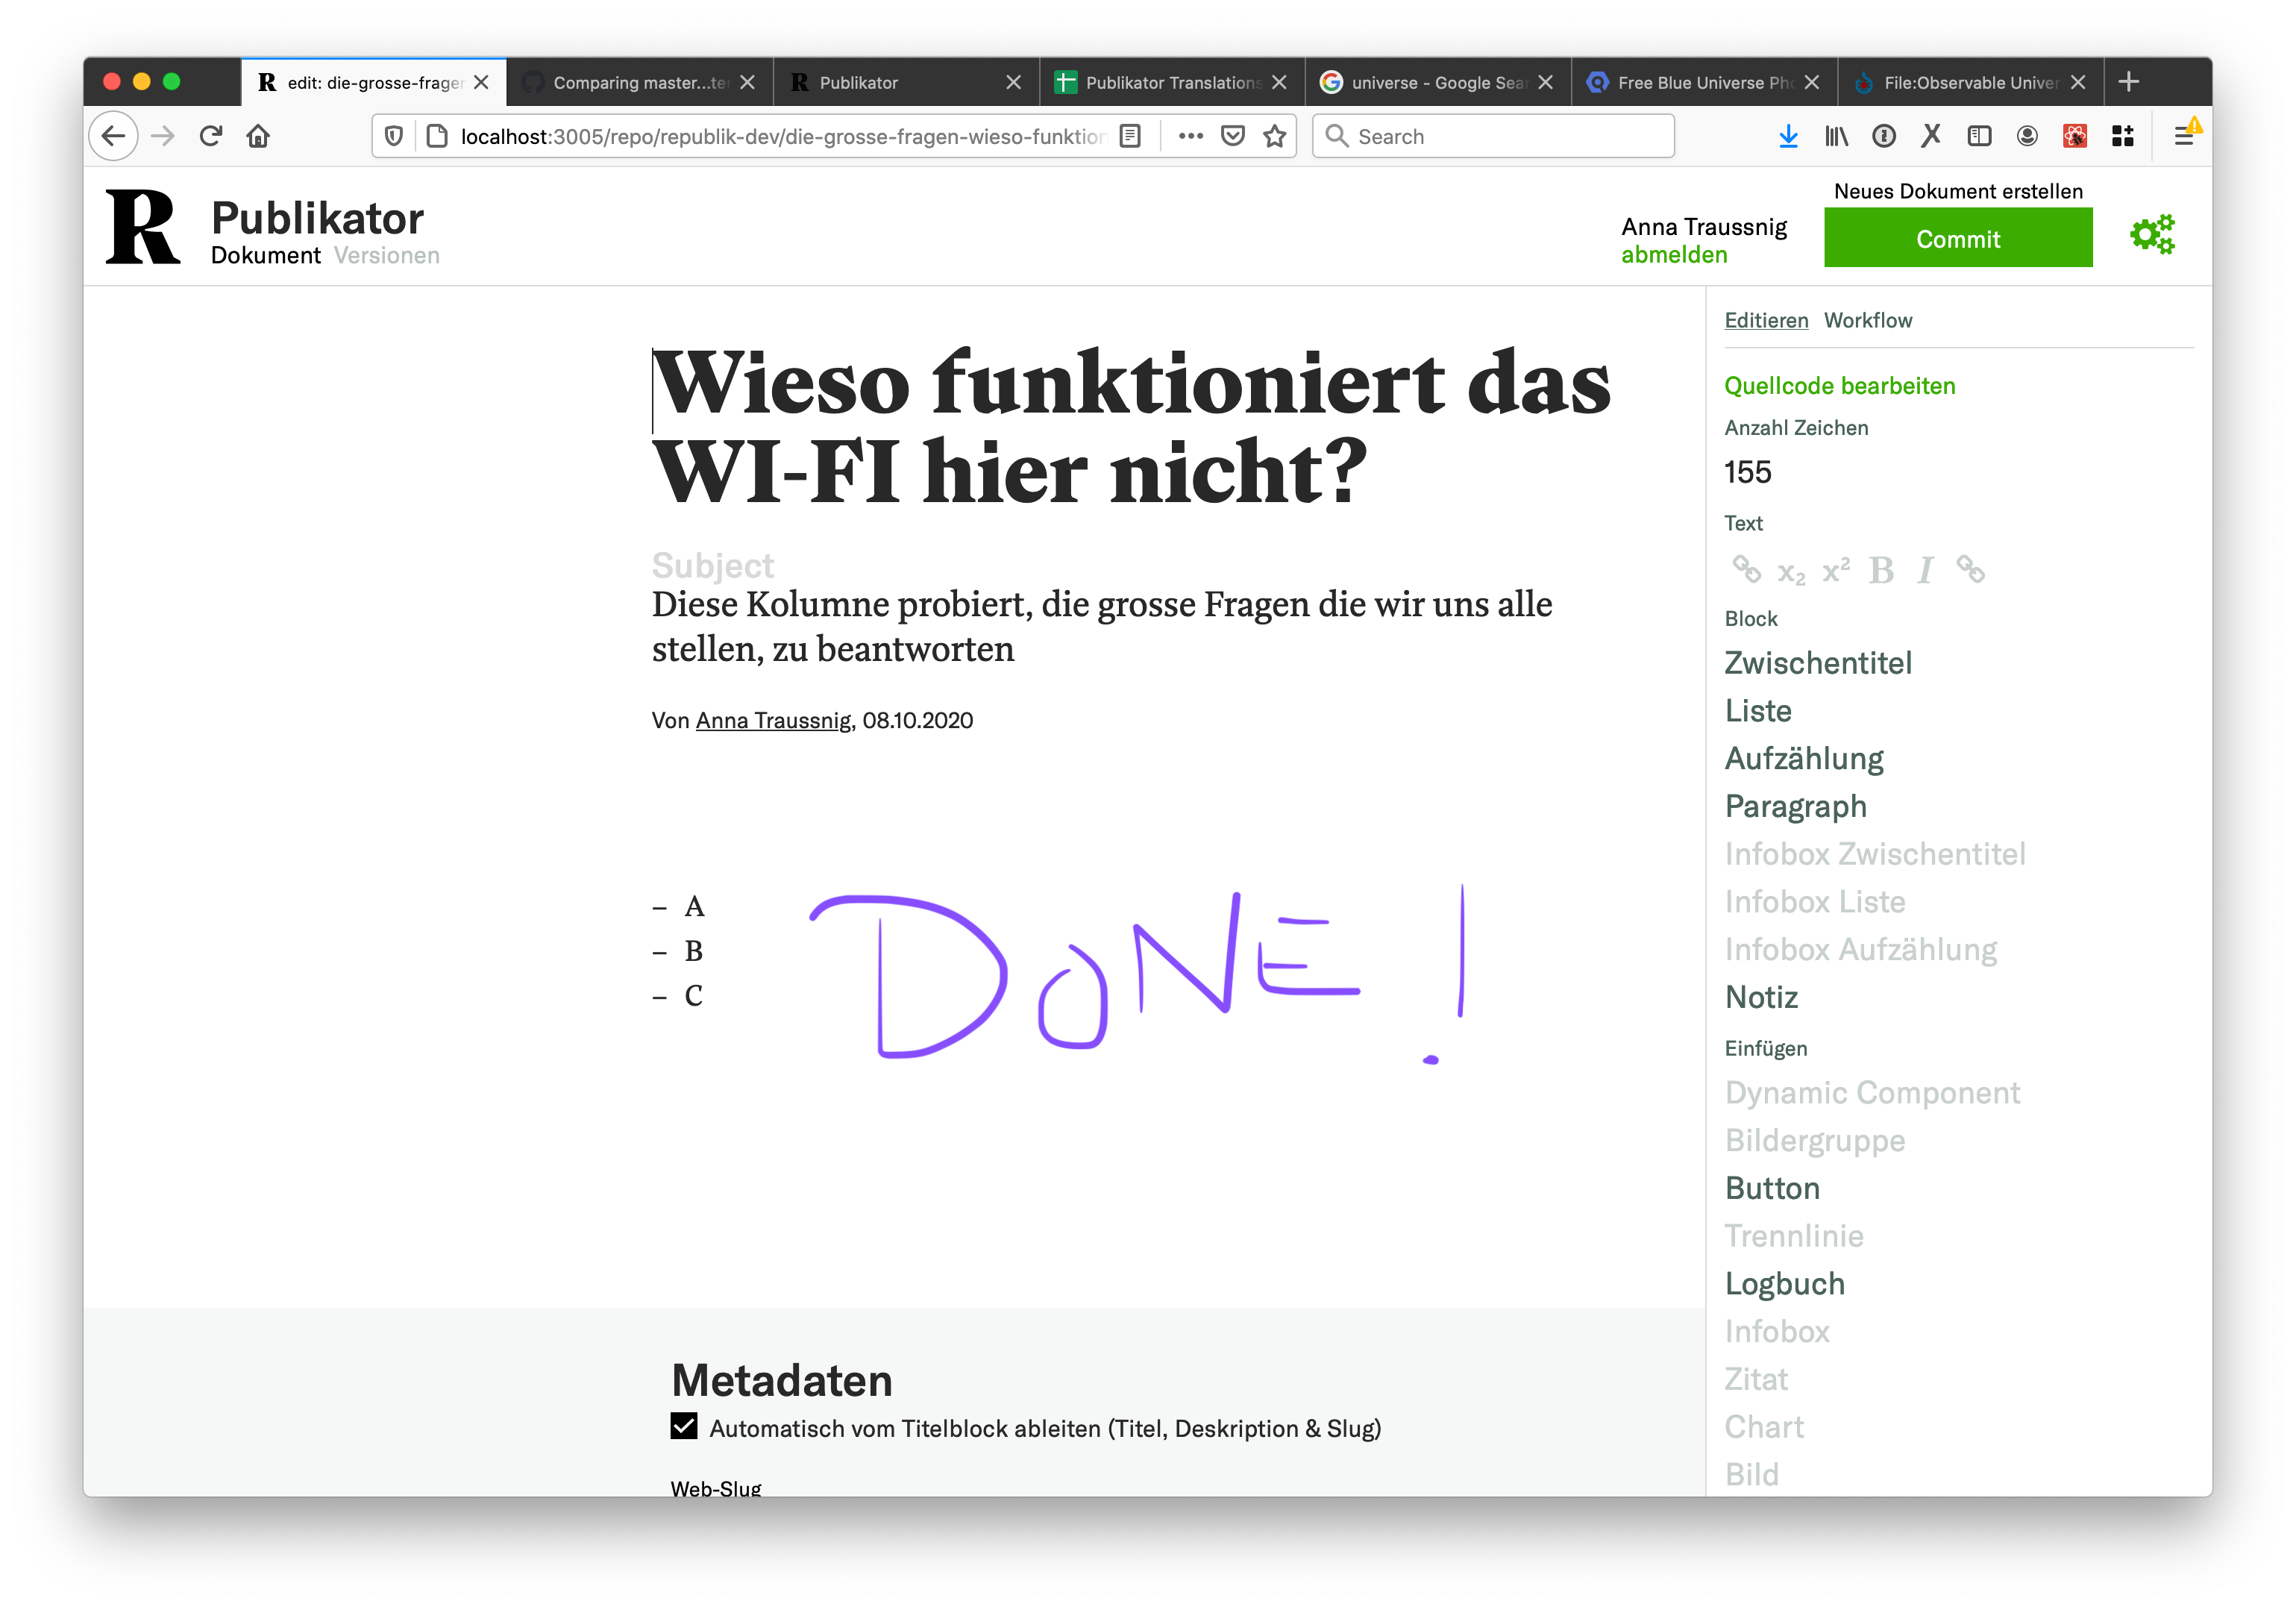 edit: die-grosse-frager
Comparing master...ter
Publikator
Publikator Translations
universe - Google Sear
Free Blue Universe Pho
File:Observable Univer
localhost:3005/repo/republik-dev/die-grosse-fragen-wieso-funktion
Search
R
Publikator
Dokument Versionen
Anna Traussnig
abmelden
Neues Dokument erstellen
Commit
Wieso funktioniert das
WI-FI hier nicht?
Subject
Diese Kolumne probiert, die grosse Fragen die wir uns alle
stellen, zu beantworten
Von Anna Traussnig, 08.10.2020
– A
– B
– C
DONE!
Metadaten
Automatisch vom Titelblock ableiten (Titel, Deskription & Slug)
Web-Slug
Editieren Workflow
Quellcode bearbeiten
Anzahl Zeichen
155
Text
x₂ x² B I
Block
Zwischentitel
Liste
Aufzählung
Paragraph
Infobox Zwischentitel
Infobox Liste
Infobox Aufzählung
Notiz
Einfügen
Dynamic Component
Bildergruppe
Button
Trennlinie
Logbuch
Infobox
Zitat
Chart
Bild